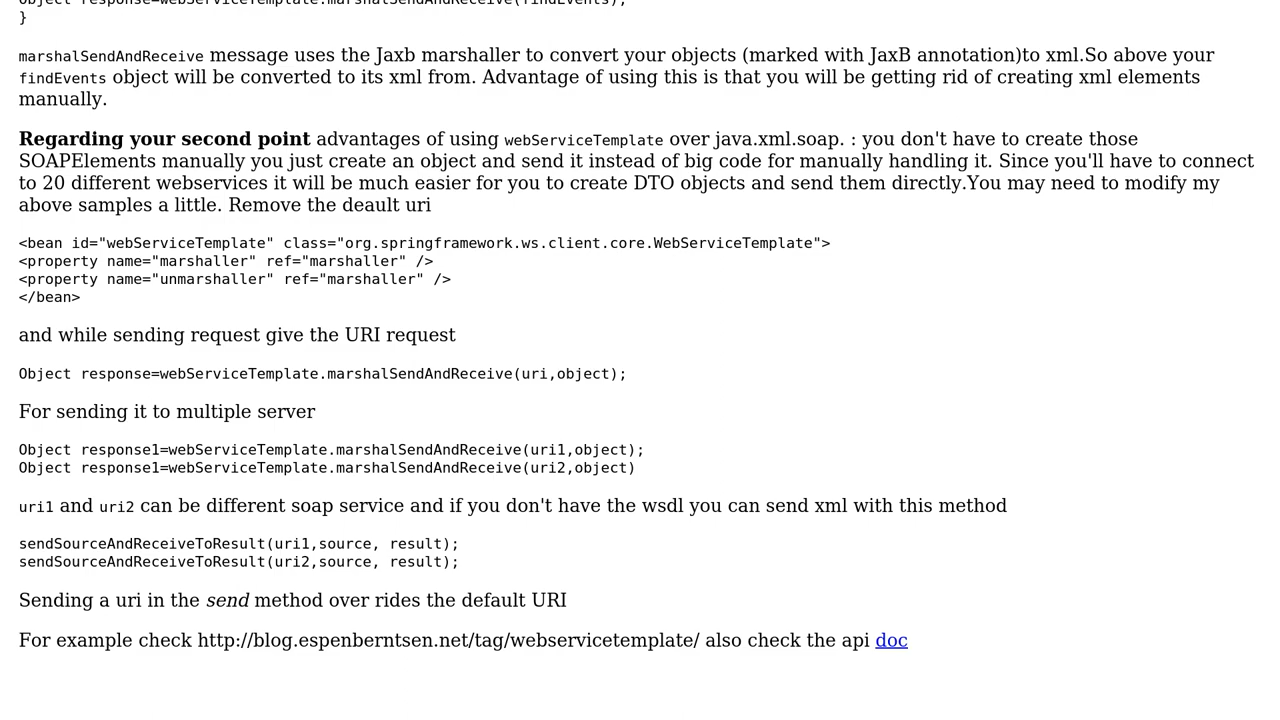 Object response=webServiceTemplate.marshalSendAndReceive(findEvents);
}
marshalSendAndReceive message uses the Jaxb marshaller to convert your objects (marked with JaxB annotation)to xml.So above your
findEvents object will be converted to its xml from. Advantage of using this is that you will be getting rid of creating xml elements
manually.
Regarding your second point advantages of using webServiceTemplate over java.xml.soap. : you don't have to create those
SOAPElements manually you just create an object and send it instead of big code for manually handling it. Since you'll have to connect
to 20 different webservices it will be much easier for you to create DTO objects and send them directly.You may need to modify my
above samples a little. Remove the deault uri
<bean id="webServiceTemplate" class="org.springframework.ws.client.core.WebServiceTemplate">
<property name="marshaller" ref="marshaller" />
<property name="unmarshaller" ref="marshaller" />
</bean>
and while sending request give the URI request
Object response=webServiceTemplate.marshalSendAndReceive(uri,object);
For sending it to multiple server
Object response1=webServiceTemplate.marshalSendAndReceive(uri1,object);
Object response1=webServiceTemplate.marshalSendAndReceive(uri2,object)
uri1 and uri2 can be different soap service and if you don't have the wsdl you can send xml with this method
sendSourceAndReceiveToResult(uri1,source, result);
sendSourceAndReceiveToResult(uri2,source, result);
Sending a uri in the send method over rides the default URI
For example check http://blog.espenberntsen.net/tag/webservicetemplate/ also check the api doc